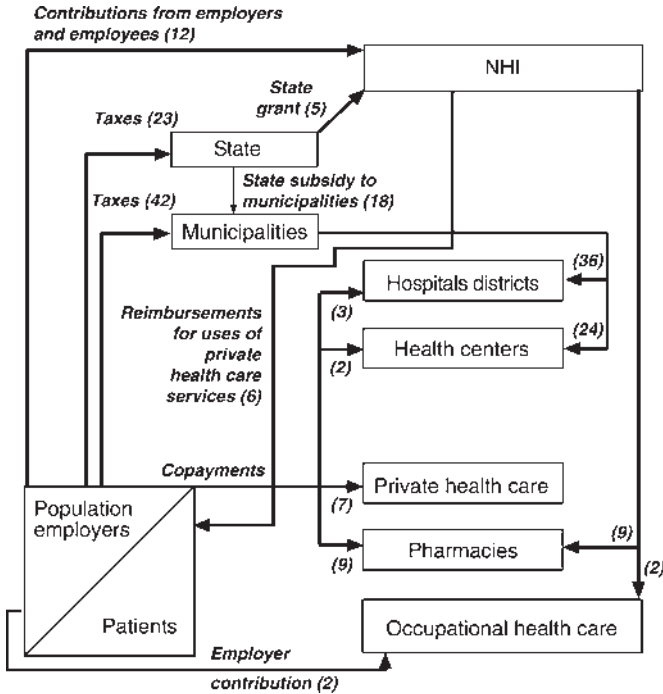 Contributions from employers
and employees (12)
NHI
State
grant (5)
Taxes (23)
State
State subsidy to
municipalities (18)
Taxes (42)
Municipalities
(36)
Hospitals districts
(3)
Reimbursements
for uses of
private
health care
services (6)
(24)
Health centers
(2)
Copayments
Private health care
(7)
Population
employers
(9)
Pharmacies
(9)
(2)
Patients
Occupational health care
Employer
contribution (2)